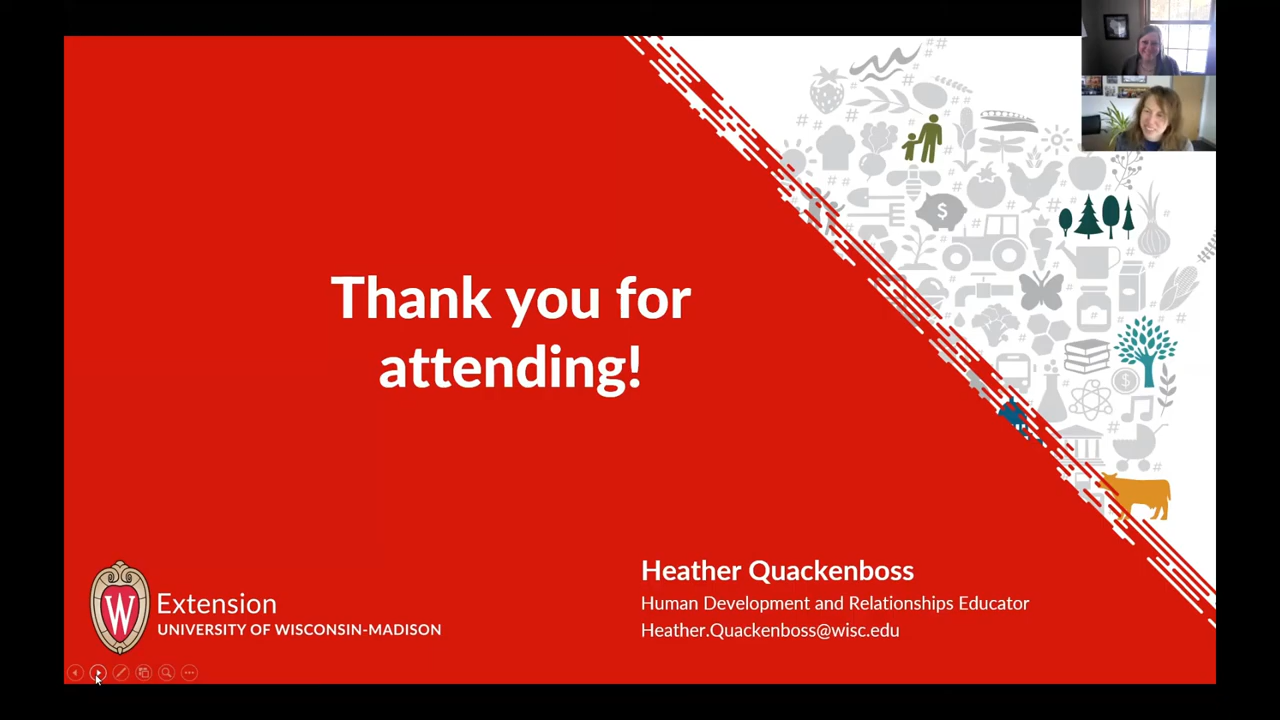 Thank you for
attending!
Heather Quackenboss
Human Development and Relationships Educator
Heather.Quackenboss@wisc.edu
W
Extension
UNIVERSITY OF WISCONSIN-MADISON